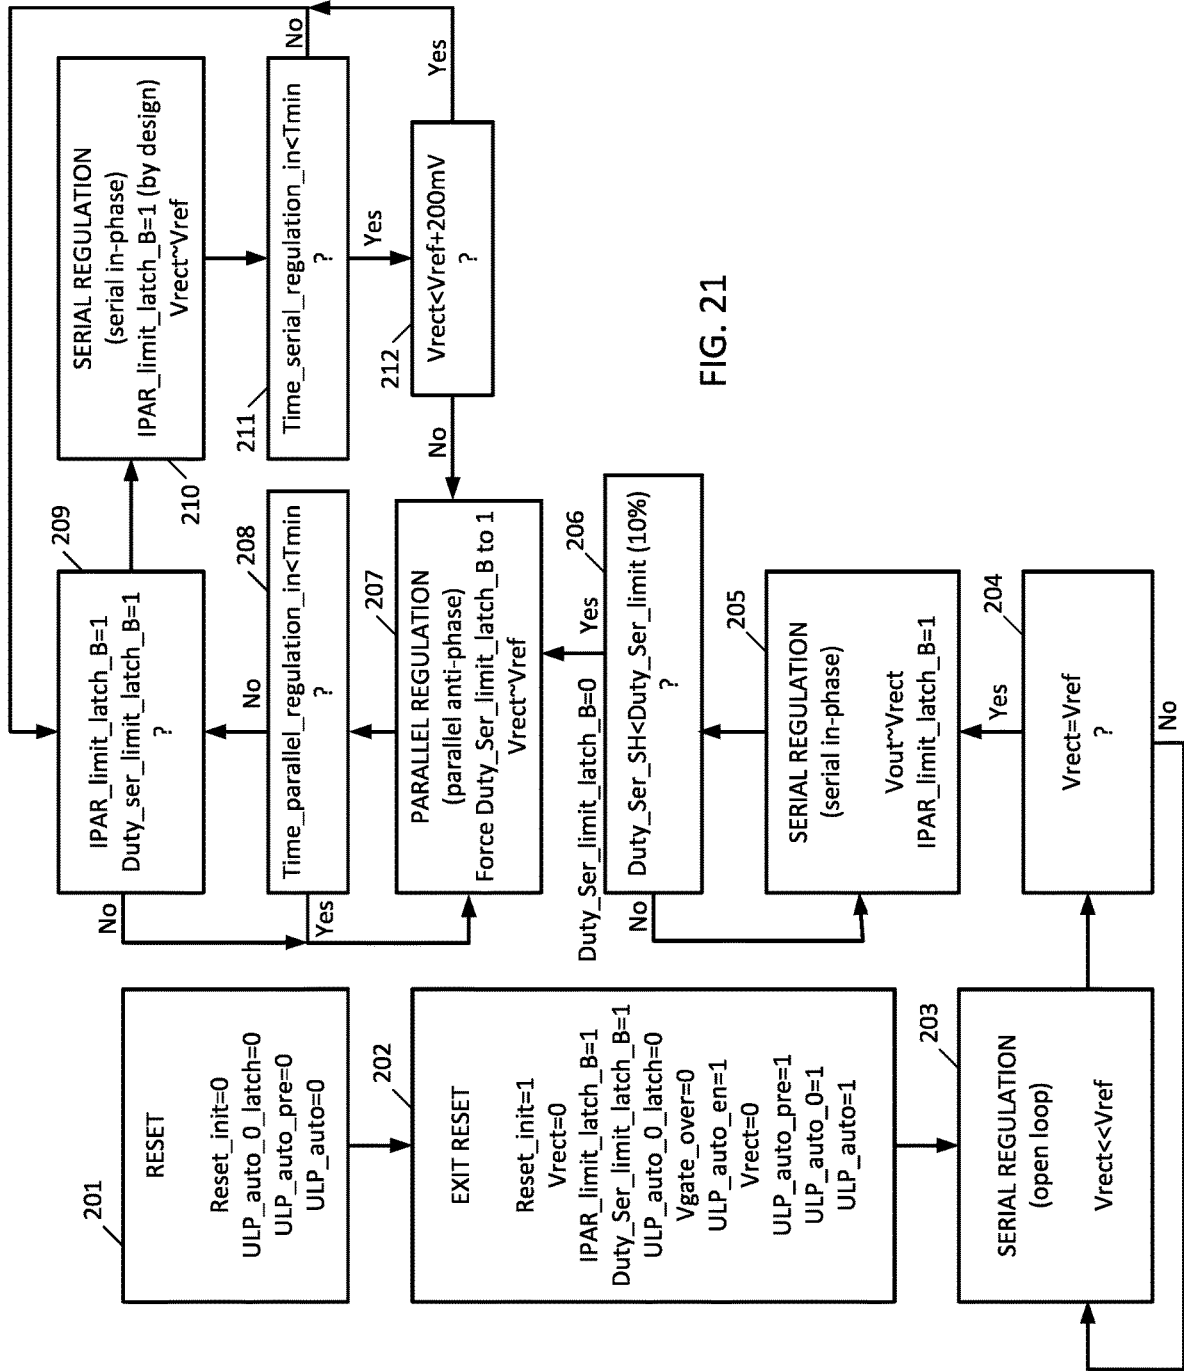 201
RESET
Reset_init=0
ULP_auto_0_latch=0
ULP_auto_pre=0
ULP_auto=0
202
EXIT RESET
Reset_init=1
Vrect=0
IPAR_limit_latch_B=1
Duty_Ser_limit_latch_B=1
ULP_auto_0_latch=0
Vgate_over=0
ULP_auto_en=1
Vrect=0
ULP_auto_pre=1
ULP_auto_0=1
ULP_auto=1
203
SERIAL REGULATION
(open loop)
Vrect<<Vref
204
Vrect=Vref
?
No
Yes
205
SERIAL REGULATION
(serial in-phase)
Vout~Vrect
IPAR_limit_latch_B=1
206
Duty_Ser_SH<Duty_Ser_limit (10%)
?
No
Duty_Ser_limit_latch_B=0
Yes
207
PARALLEL REGULATION
(parallel anti-phase)
Force Duty_Ser_limit_latch_B to 1
Vrect~Vref
208
Time_parallel_regulation_in<Tmin
?
Yes
No
209
IPAR_limit_latch_B=1
Duty_ser_limit_latch_B=1
?
No
210
SERIAL REGULATION
(serial in-phase)
IPAR_limit_latch_B=1 (by design)
Vrect~Vref
211
Time_serial_regulation_in<Tmin
?
No
Yes
212
Vrect<Vref+200mV
?
No
Yes
FIG. 21